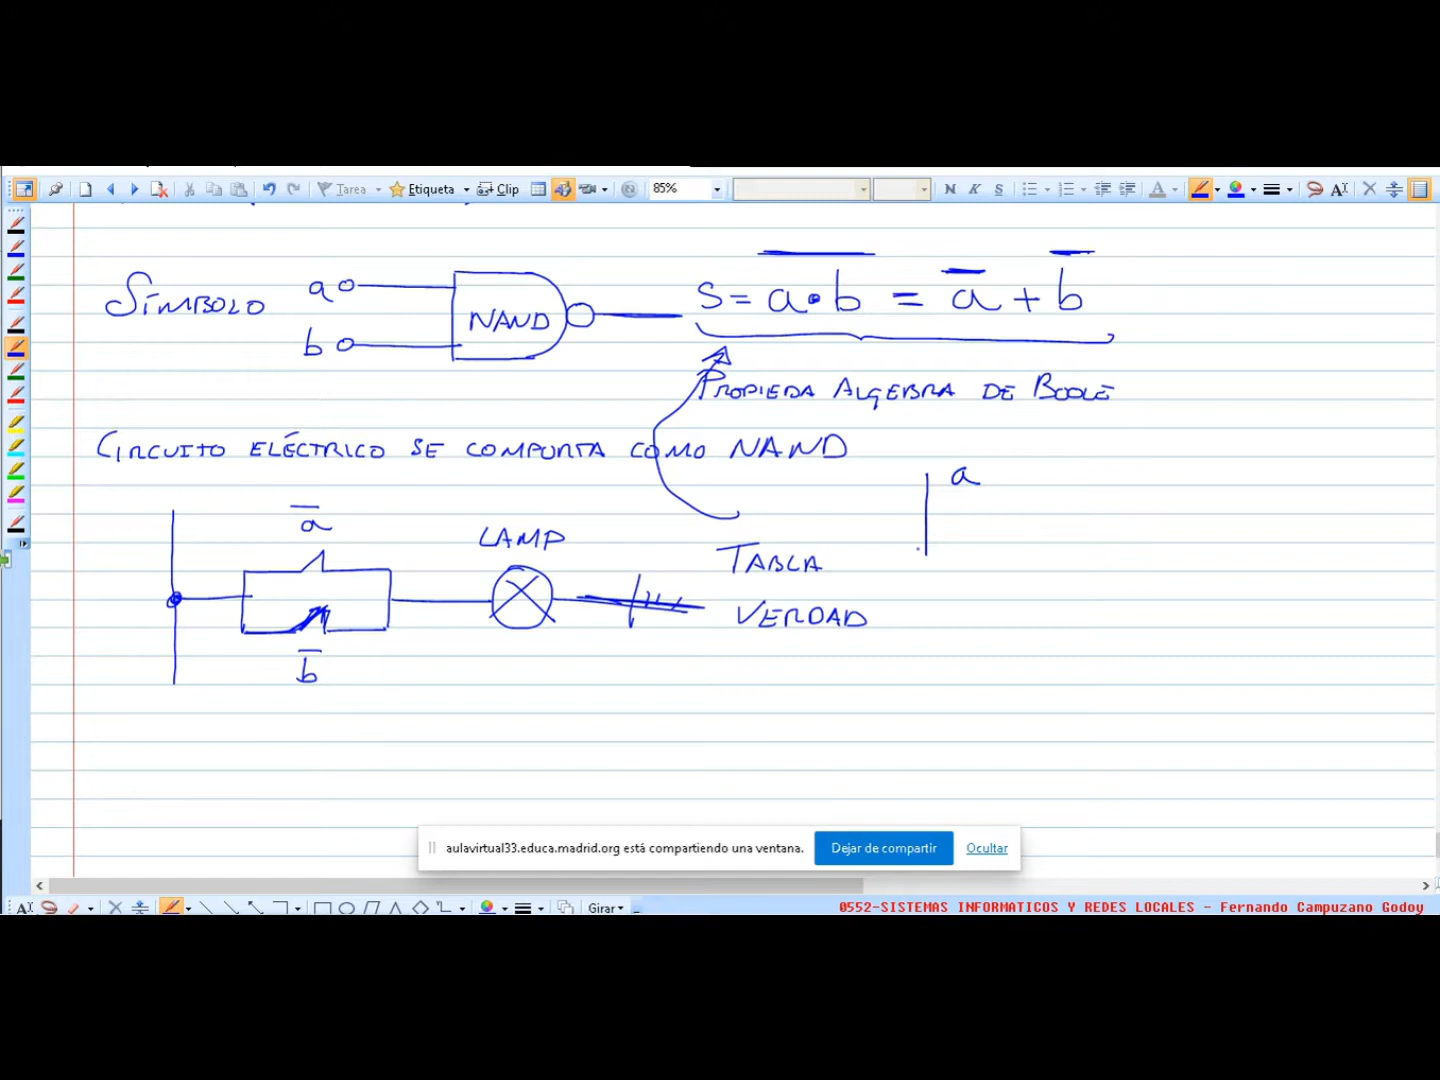 Tarea Etiqueta Clip 85% N K S A A
SÍMBOLO a NAND S = a • b = a + b
b
PROPIEDA ALGEBRA DE BOOLE
CIRCUITO ELÉCTRICO SE COMPORTA COMO NAND
a
a LAMP
TABLA
VERDAD
b
aulavirtual33.educa.madrid.org está compartiendo una ventana. Dejar de compartir Ocultar
A Girar 0552-SISTEMAS INFORMATICOS Y REDES LOCALES - Fernando Campuzano Godoy